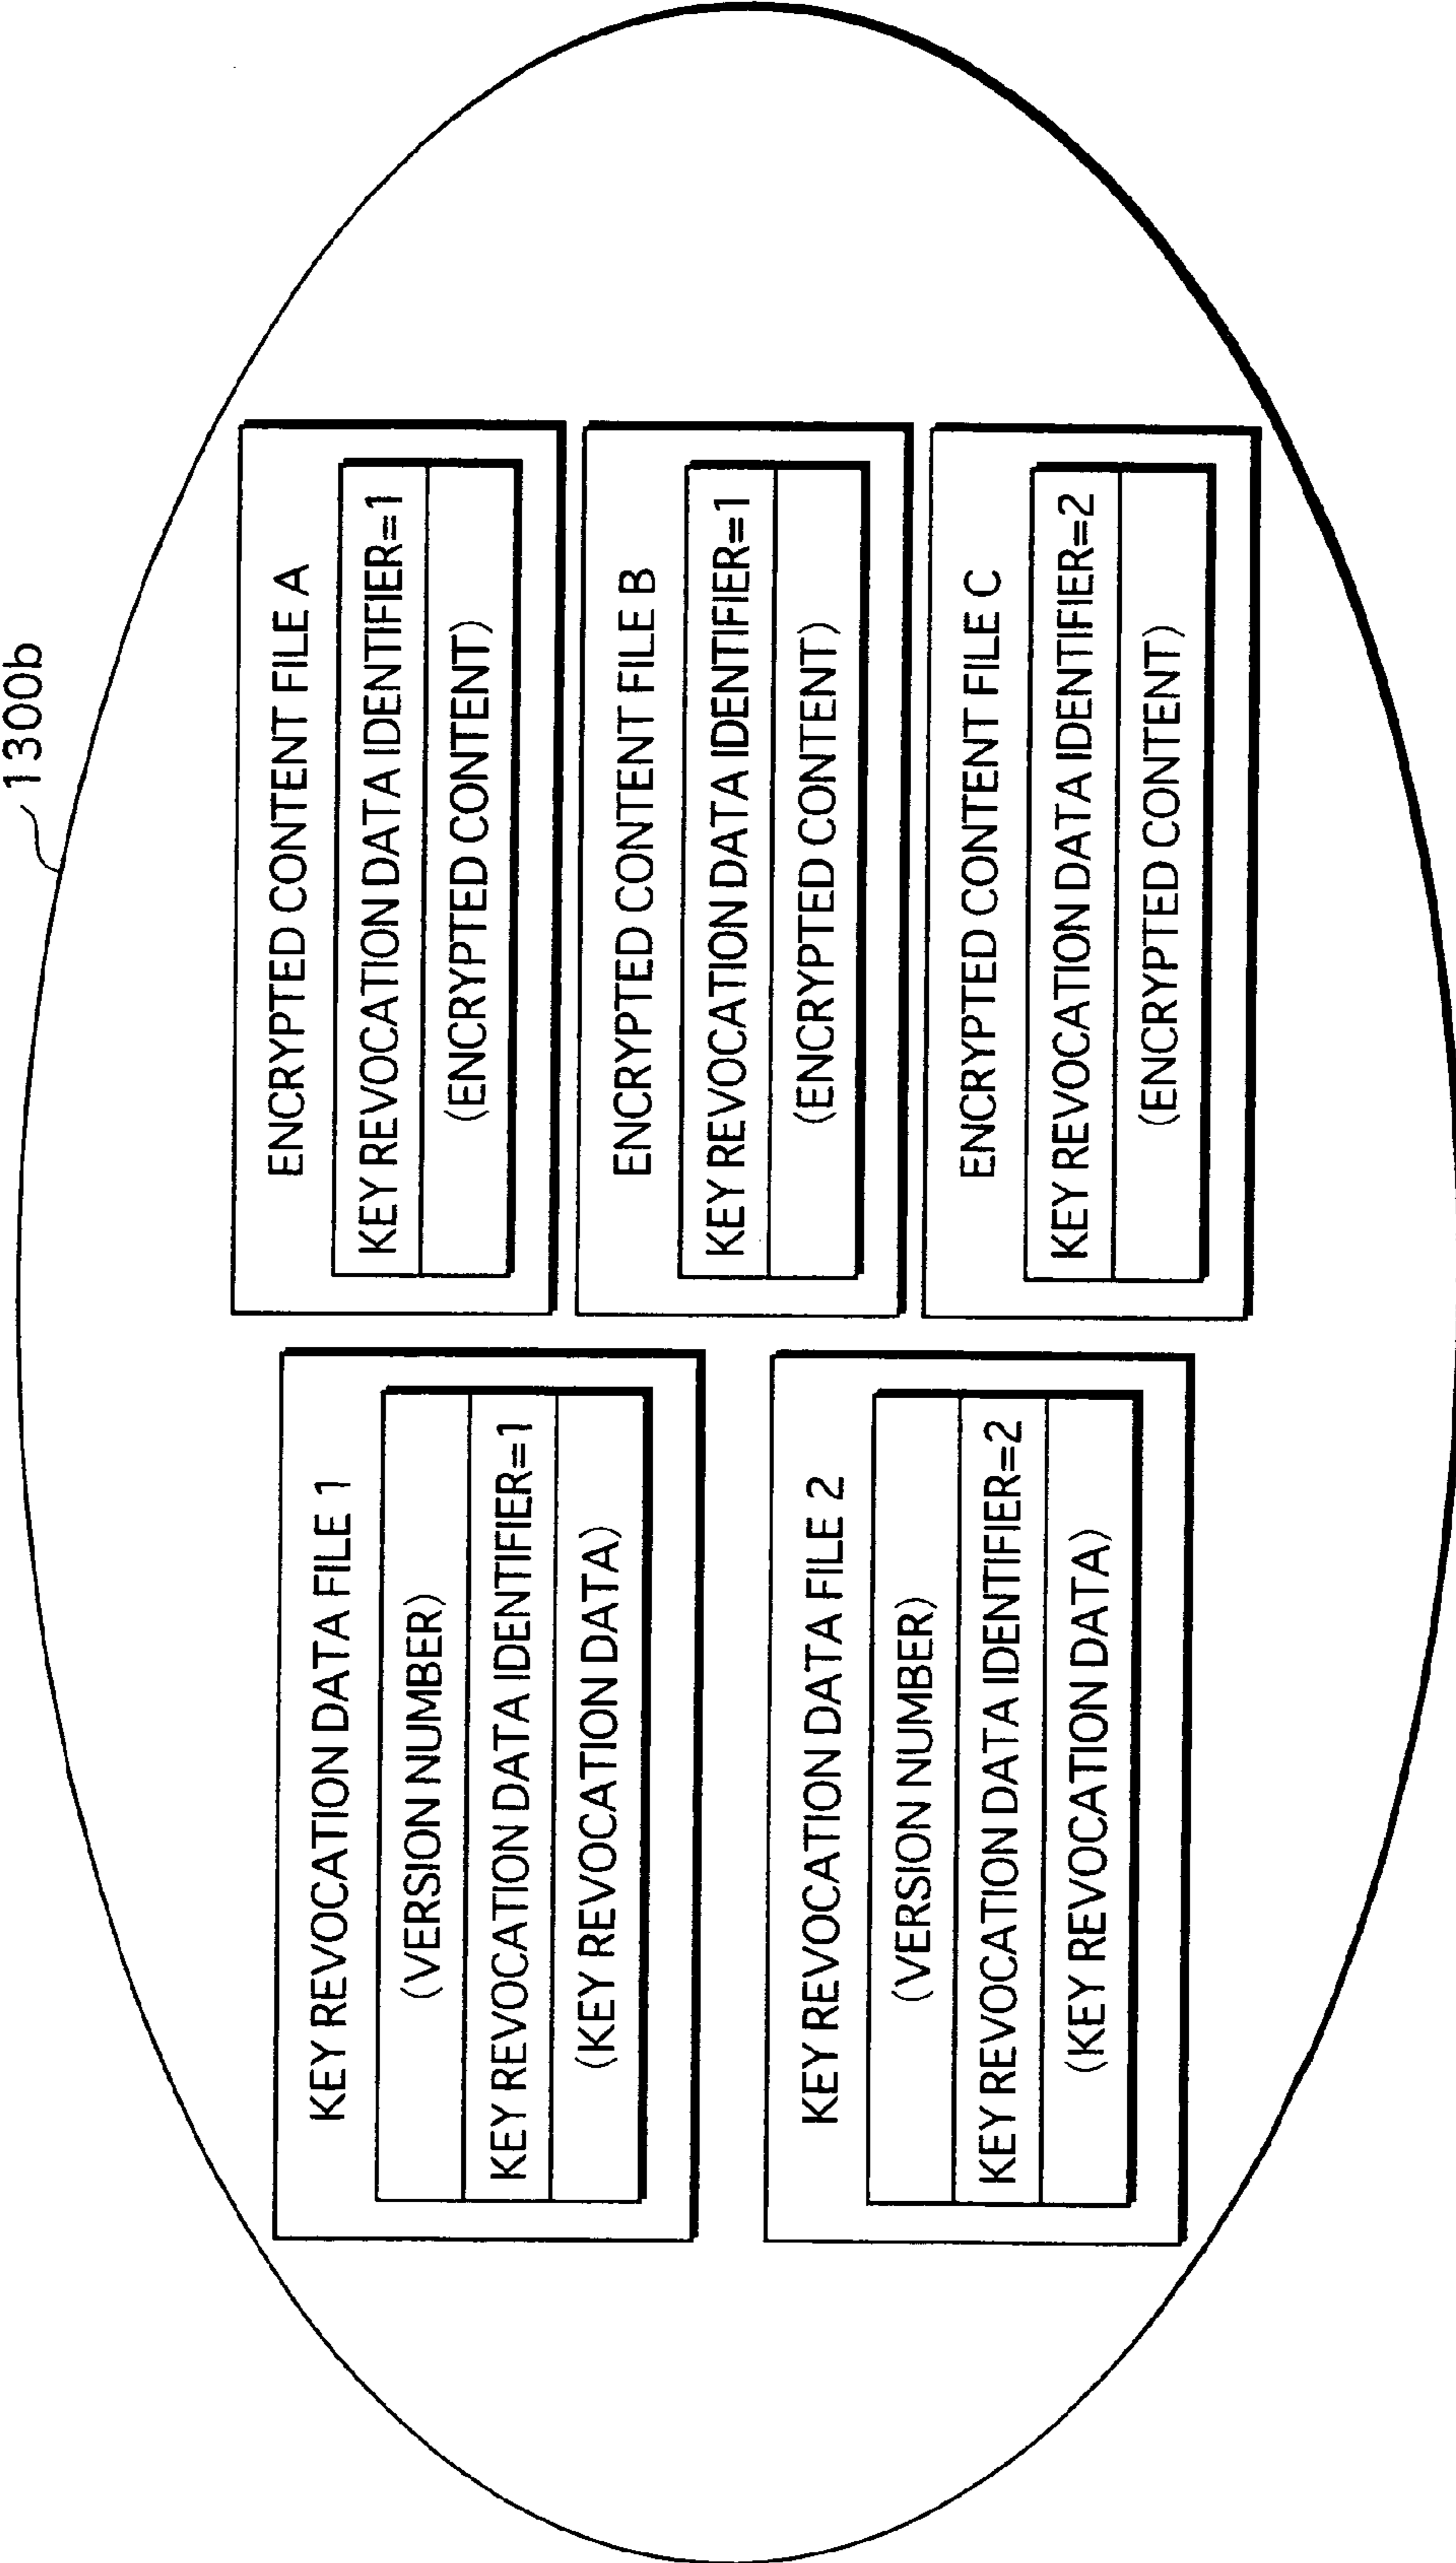 1300b
KEY REVOCATION DATA FILE 1
(VERSION NUMBER)
KEY REVOCATION DATA IDENTIFIER=1
(KEY REVOCATION DATA)
KEY REVOCATION DATA FILE 2
(VERSION NUMBER)
KEY REVOCATION DATA IDENTIFIER=2
(KEY REVOCATION DATA)
ENCRYPTED CONTENT FILE A
KEY REVOCATION DATA IDENTIFIER=1
(ENCRYPTED CONTENT)
ENCRYPTED CONTENT FILE B
KEY REVOCATION DATA IDENTIFIER=1
(ENCRYPTED CONTENT)
ENCRYPTED CONTENT FILE C
KEY REVOCATION DATA IDENTIFIER=2
(ENCRYPTED CONTENT)